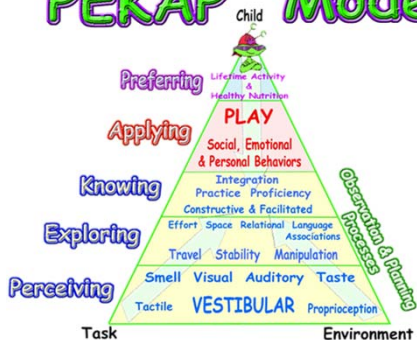 PEKAP Mode
Child
Preferring
Lifetime Activity
&
Healthy Nutrition
Applying
PLAY
Social, Emotional
& Personal Behaviors
Knowing
Integration
Practice Proficiency
Constructive & Facilitated
Exploring
Effort Space Relational Language
Associations
Travel Stability Manipulation
Perceiving
Smell Visual Auditory Taste
Tactile VESTIBULAR Proprioception
Observation & Planning
Processes
Task
Environment